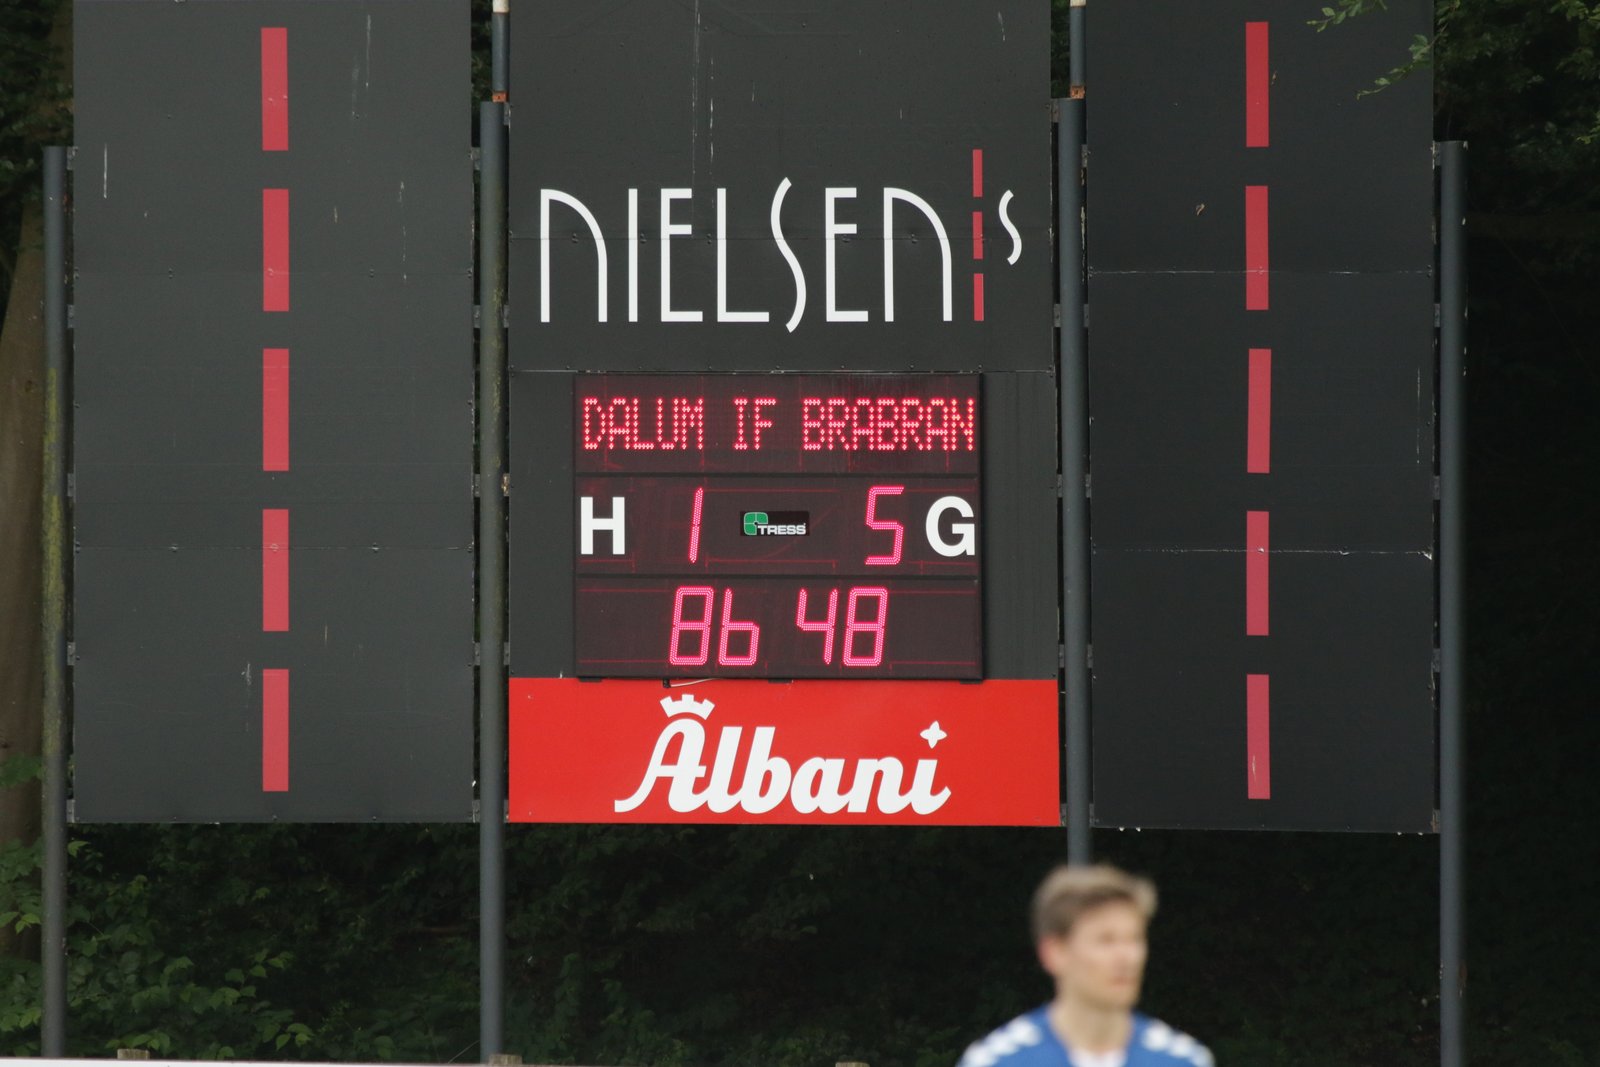 NIELSEN's
DALUM IF BRABRAN
H 1 TRESS 5 G
86 48
Albani